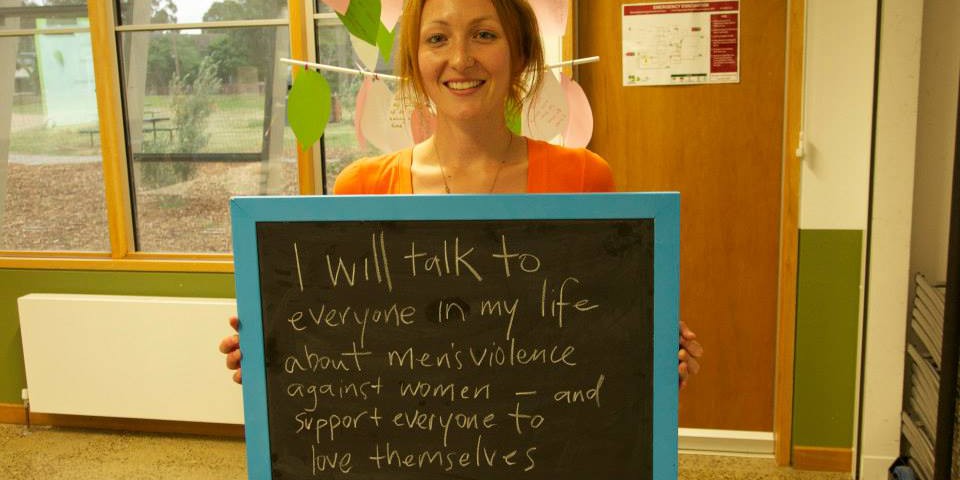 EMERGENCY EVACUATION
I will talk to
everyone in my life
about men's violence
against women – and
support everyone to
love themselves